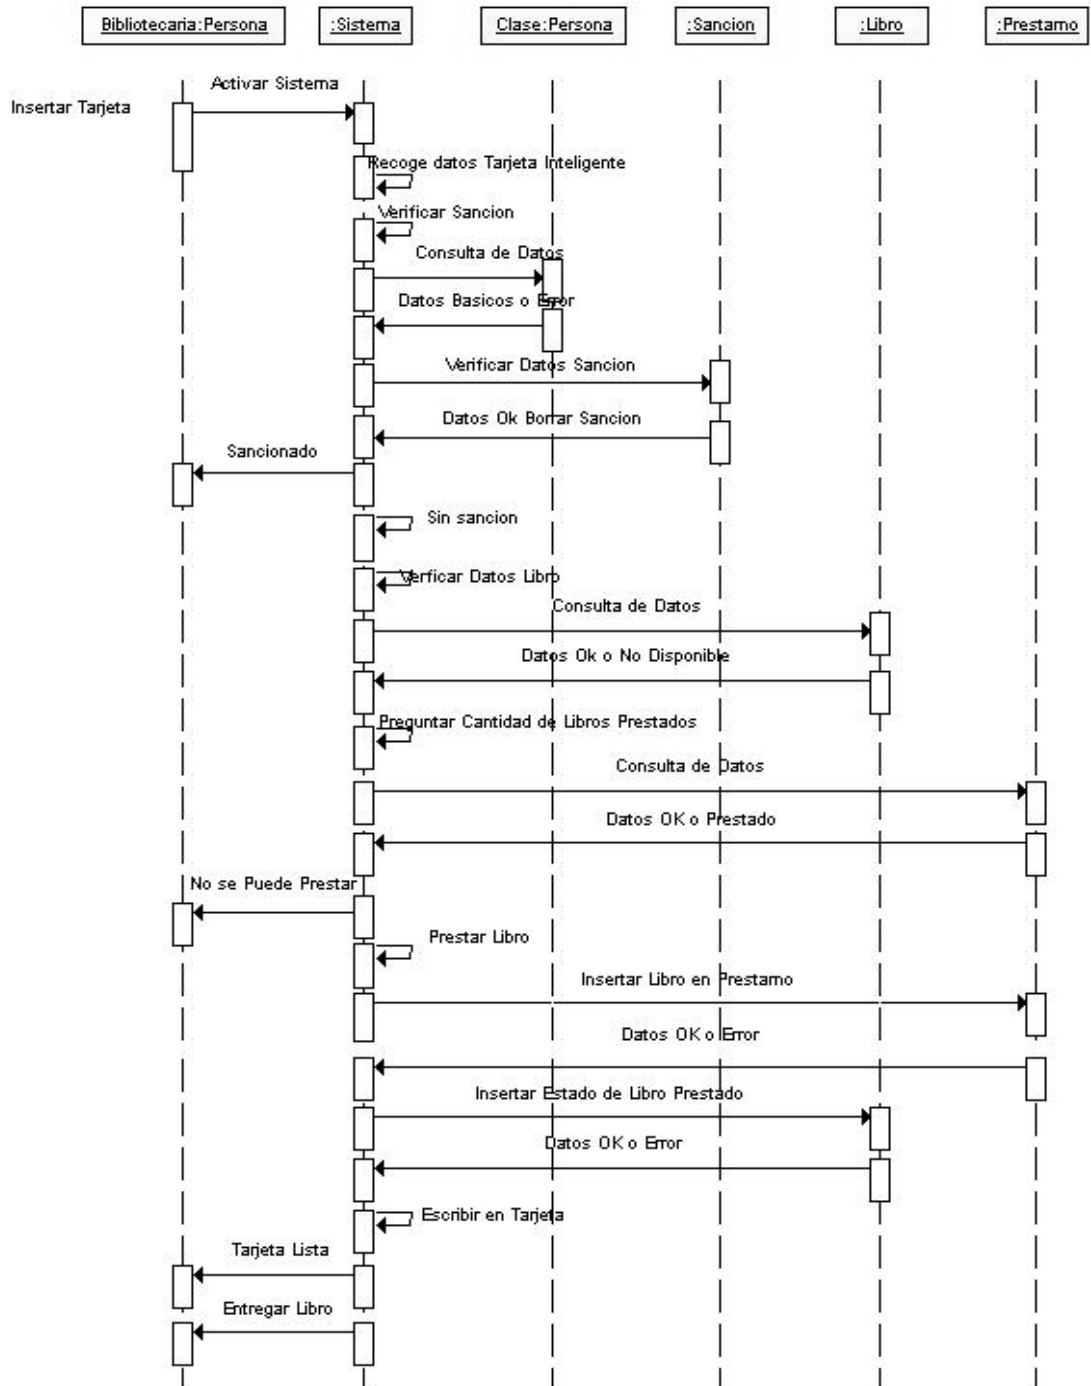 Bibliotecaria:Persona
:Sistema
Clase:Persona
:Sancion
:Libro
:Prestamo
Activar Sistema
Insertar Tarjeta
Recoge datos Tarjeta Inteligente
Verificar Sancion
Consulta de Datos
Datos Basicos o Error
Verificar Datos Sancion
Datos Ok Borrar Sancion
Sancionado
Sin sancion
Verficar Datos Libro
Consulta de Datos
Datos Ok o No Disponible
Preguntar Cantidad de Libros Prestados
Consulta de Datos
Datos OK o Prestado
No se Puede Prestar
Prestar Libro
Insertar Libro en Prestamo
Datos OK o Error
Insertar Estado de Libro Prestado
Datos OK o Error
Escribir en Tarjeta
Tarjeta Lista
Entregar Libro